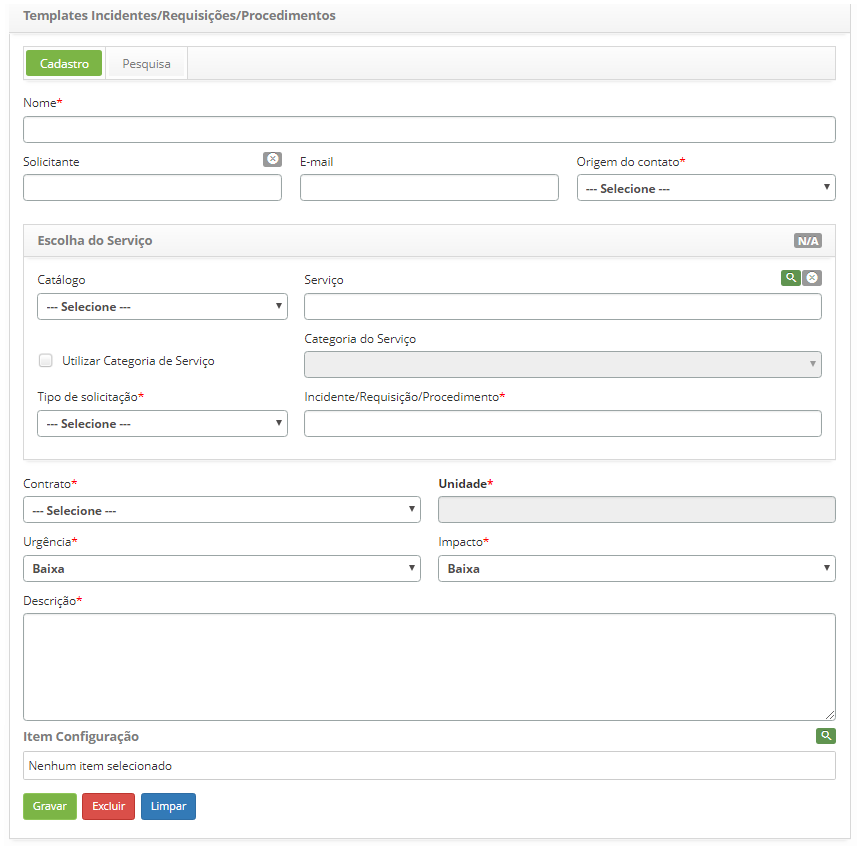 Templates Incidentes/Requisições/Procedimentos
Cadastro Pesquisa
Nome*
Solicitante E-mail Origem do contato*
--- Selecione ---
Escolha do Serviço N/A
Catálogo Serviço
--- Selecione ---
Categoria do Serviço
Utilizar Categoria de Serviço
Tipo de solicitação* Incidente/Requisição/Procedimento*
--- Selecione ---
Contrato* Unidade*
--- Selecione ---
Urgência* Impacto*
Baixa Baixa
Descrição*
Item Configuração
Nenhum item selecionado
Gravar Excluir Limpar